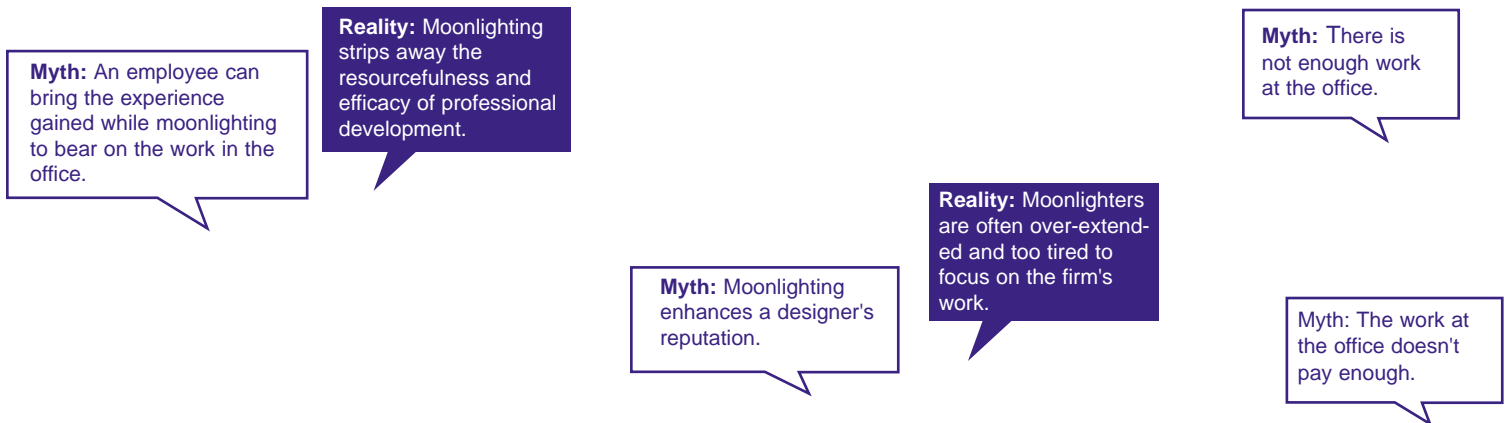 Myth: An employee can
bring the experience
gained while moonlighting
to bear on the work in the
office.
Reality: Moonlighting
strips away the
resourcefulness and
efficacy of professional
development.
Myth: Moonlighting
enhances a designer's
reputation.
Reality: Moonlighters
are often over-extend-
ed and too tired to
focus on the firm's
work.
Myth: There is
not enough work
at the office.
Myth: The work at
the office doesn't
pay enough.